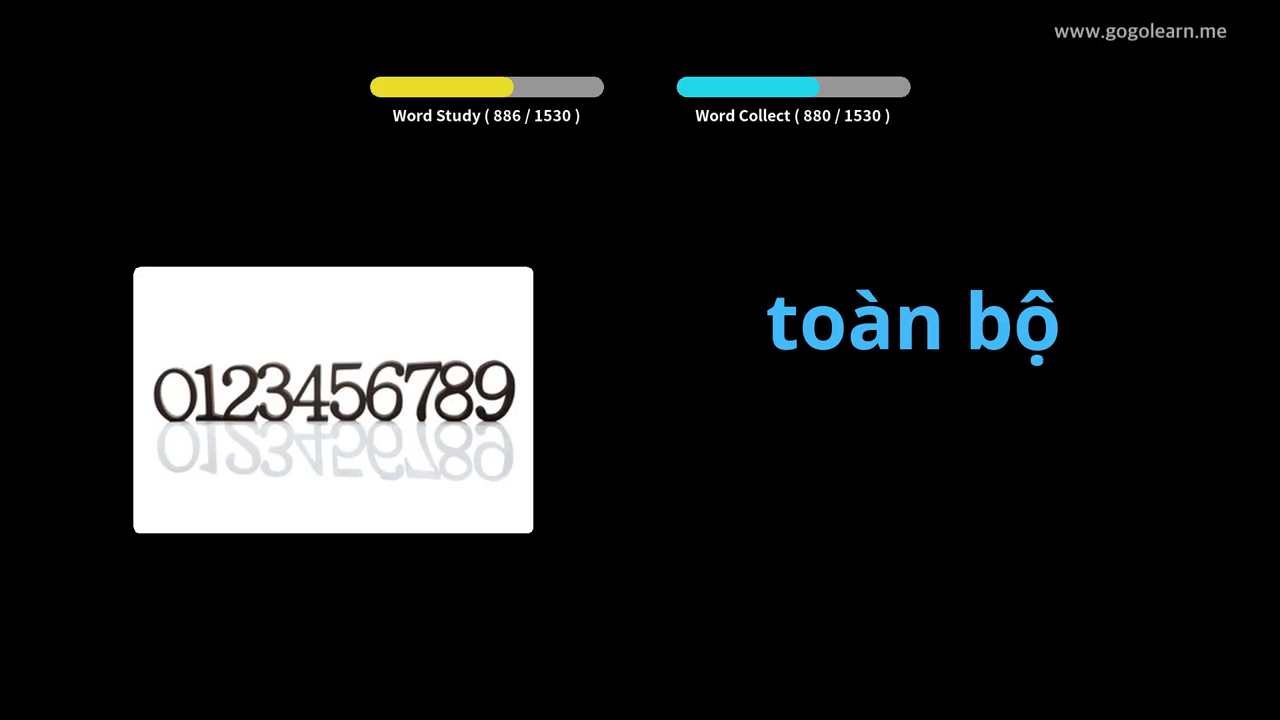 www.gogolearn.me
Word Study ( 886 / 1530 )
Word Collect ( 880 / 1530 )
toàn bộ
0123456789